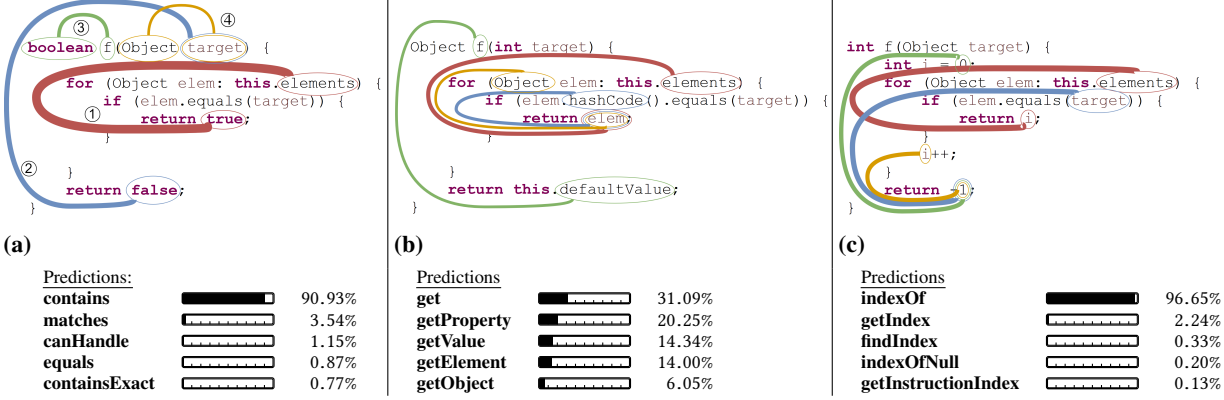 boolean f(Object target) {
for (Object elem: this.elements) {
if (elem.equals(target)) {
return true;
}
}
return false;
}
① ② ③ ④
(a)
Predictions:
contains 90.93%
matches 3.54%
canHandle 1.15%
equals 0.87%
containsExact 0.77%
Object f(int target) {
for (Object elem: this.elements) {
if (elem.hashCode().equals(target)) {
return elem;
}
}
return this.defaultValue;
}
(b)
Predictions
get 31.09%
getProperty 20.25%
getValue 14.34%
getElement 14.00%
getObject 6.05%
int f(Object target) {
int i = 0;
for (Object elem: this.elements) {
if (elem.equals(target)) {
return i;
}
i++;
}
return -1;
}
(c)
Predictions
indexOf 96.65%
getIndex 2.24%
findIndex 0.33%
indexOfNull 0.20%
getInstructionIndex 0.13%